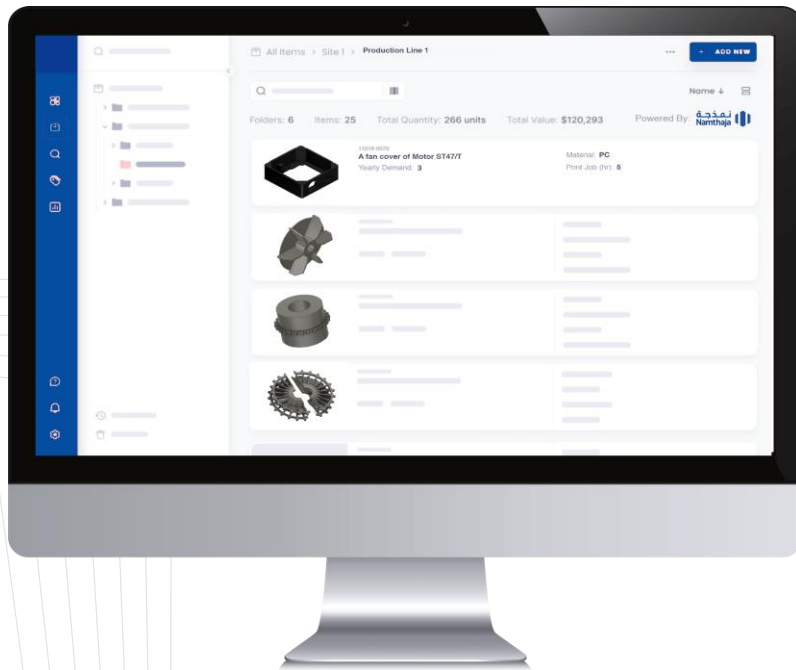 All Items > Site 1 > Production Line 1
+ ADD NEW
Name ↓
Folders: 6 Items: 25 Total Quantity: 266 units Total Value: $120,293 Powered By:
نمذجة
Namthaja
11018-0079
A fan cover of Motor ST47/T
Yearly Demand: 3
Material: PC
Print Job (hr): 5